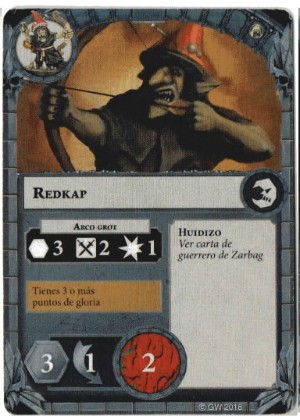 REDKAP
ARCO GROT
3 2 1
HUIDIZO
Ver carta de
guerrero de Zarbag
Tienes 3 o más
puntos de gloria
3 1 2
© GW 2018